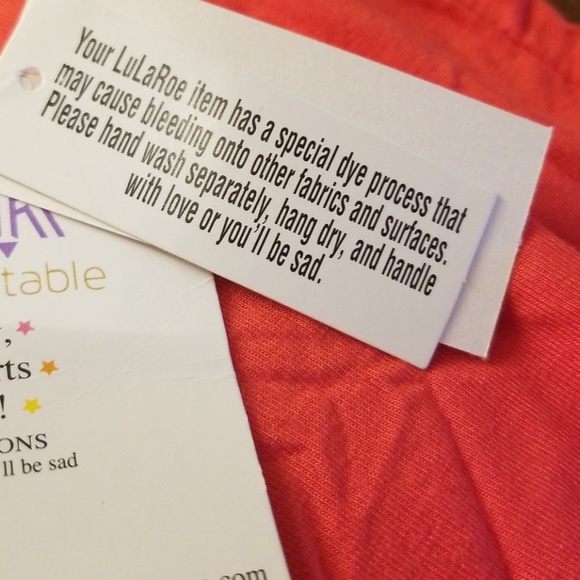 Your LuLaRoe item has a special dye process that
may cause bleeding onto other fabrics and surfaces.
Please hand wash separately, hang dry, and handle
with love or you'll be sad.
table
,
rts
!
ONS
'll be sad
.com